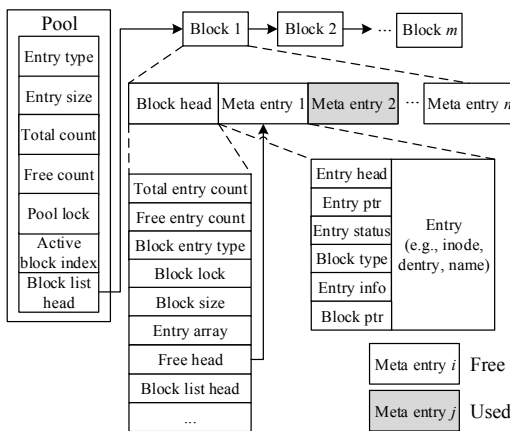 Pool
Entry type
Entry size
Total count
Free count
Pool lock
Active
block index
Block list
head
Block 1
Block 2
... Block m
Block head
Meta entry 1
Meta entry 2
...
Meta entry n
Total entry count
Free entry count
Block entry type
Block lock
Block size
Entry array
Free head
Block list head
...
Entry head
Entry ptr
Entry status
Block type
Entry info
Block ptr
Entry
(e.g., inode,
dentry, name)
Meta entry i
Free
Meta entry j
Used